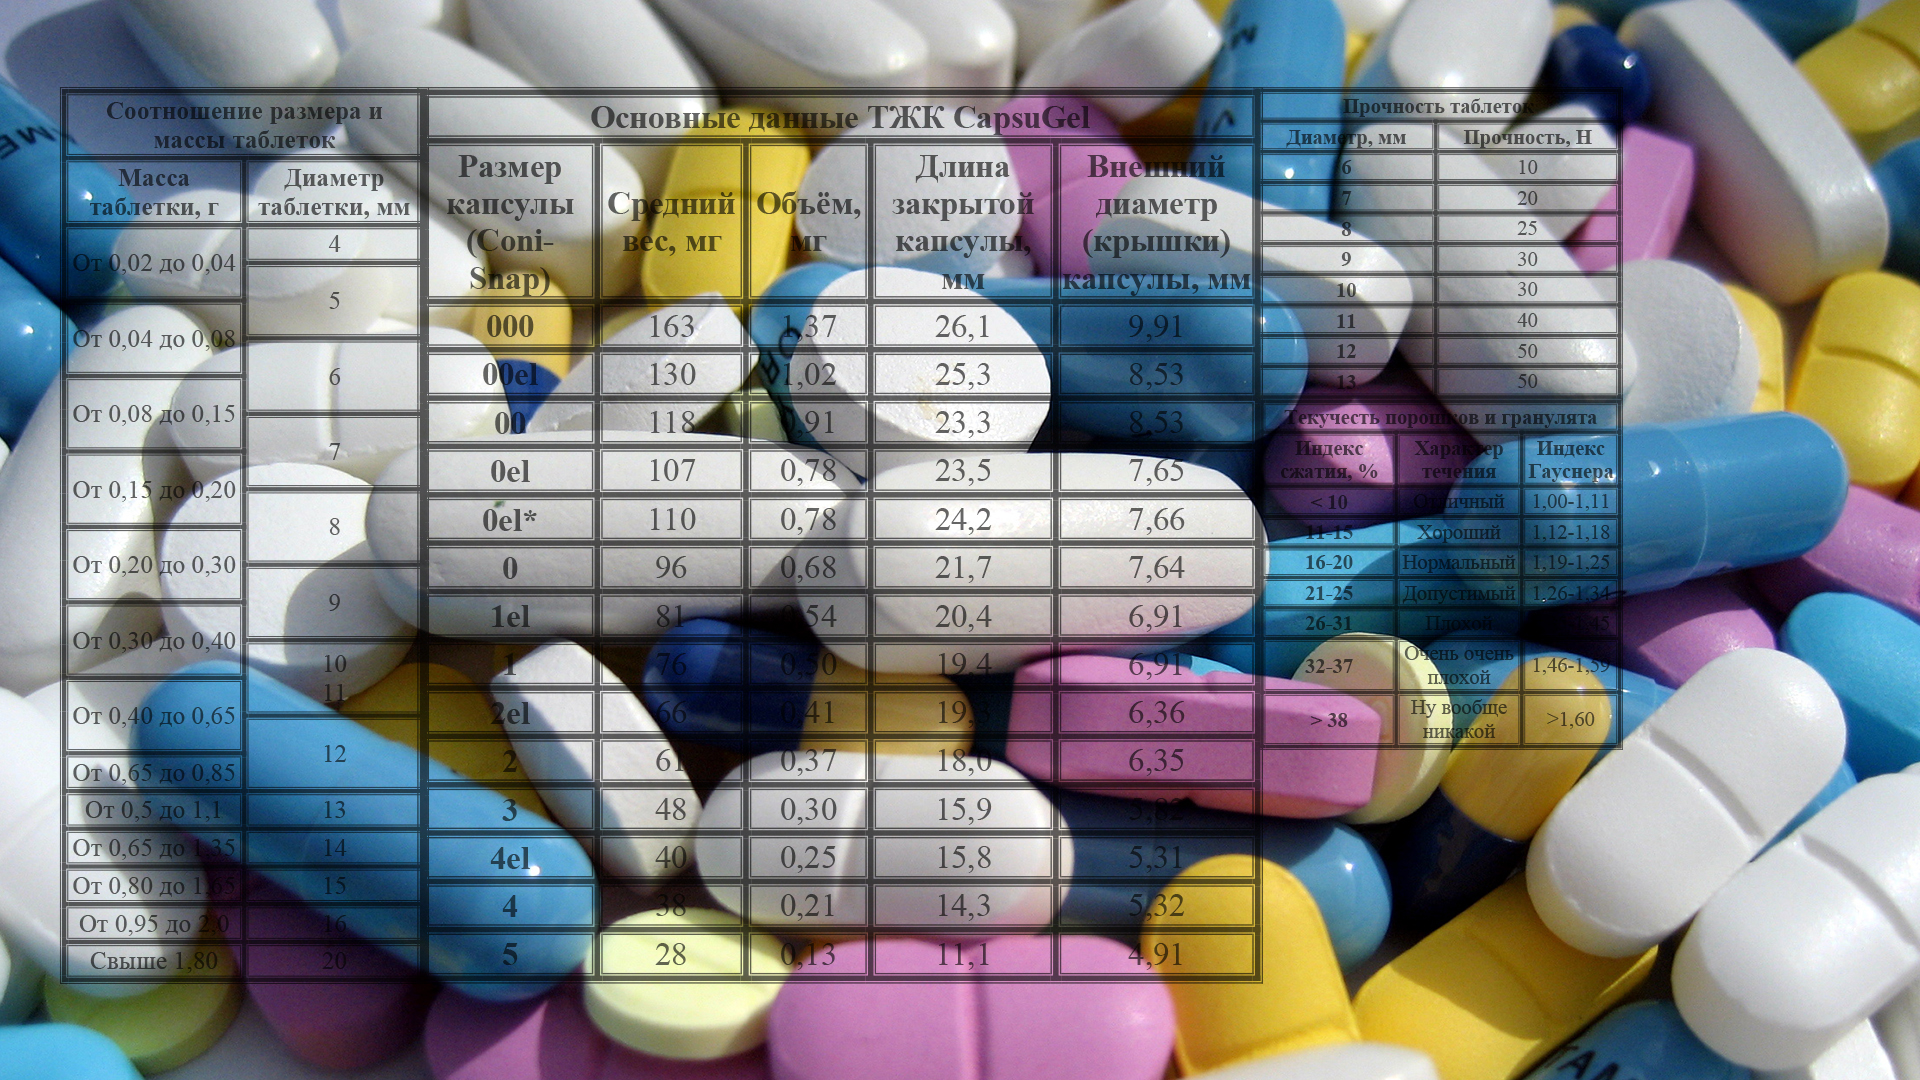 Соотношение размера и
массы таблеток
Масса
таблетки, г
Диаметр
таблетки, мм
От 0,02 до 0,04
От 0,04 до 0,08
От 0,08 до 0,15
От 0,15 до 0,20
От 0,20 до 0,30
От 0,30 до 0,40
От 0,40 до 0,65
От 0,65 до 0,85
От 0,5 до 1,1
От 0,65 до 1,35
От 0,80 до 1,65
От 0,95 до 2,0
Свыше 1,80
4
5
6
7
8
9
10
11
12
13
14
15
16
20
Основные данные ТЖК CapsuGel
Размер
капсулы
(Coni-
Snap)
Средний
вес, мг
Объём,
мг
Длина
закрытой
капсулы,
мм
Внешний
диаметр
(крышки)
капсулы, мм
000 163 1,37 26,1 9,91
00el 130 1,02 25,3 8,53
00 118 0,91 23,3 8,53
0el 107 0,78 23,5 7,65
0el* 110 0,78 24,2 7,66
0 96 0,68 21,7 7,64
1el 81 0,54 20,4 6,91
1 76 0,50 19,4 6,91
2el 66 0,41 19,3 6,36
2 61 0,37 18,0 6,35
3 48 0,30 15,9 5,82
4el 40 0,25 15,8 5,31
4 38 0,21 14,3 5,32
5 28 0,13 11,1 4,91
Прочность таблеток
Диаметр, мм Прочность, Н
6 10
7 20
8 25
9 30
10 30
11 40
12 50
13 50
Текучесть порошков и гранулята
Индекс
сжатия, %
Характер
течения
Индекс
Гауснера
< 10 Отличный 1,00-1,11
11-15 Хороший 1,12-1,18
16-20 Нормальный 1,19-1,25
21-25 Допустимый 1,26-1,34
26-31 Плохой
32-37 Очень очень
плохой 1,46-1,59
> 38 Ну вообще
никакой >1,60